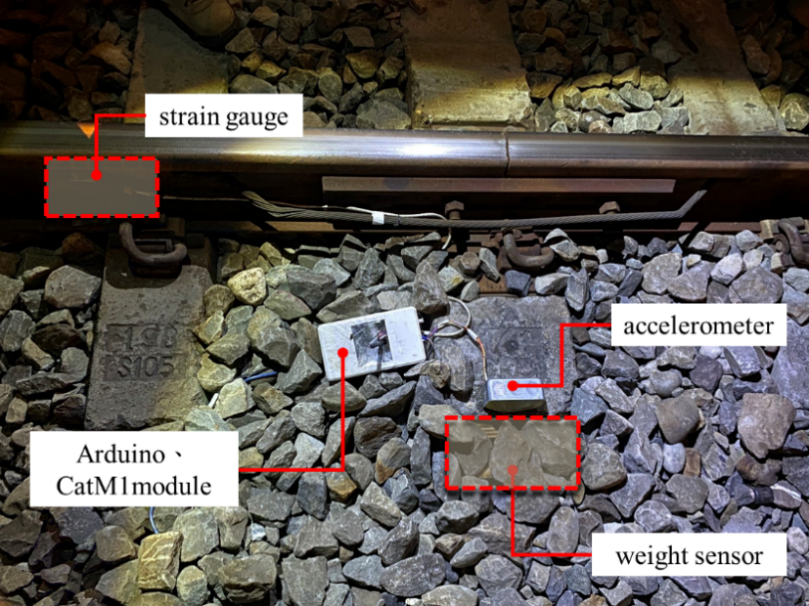 strain gauge
accelerometer
Arduino、
CatM1module
weight sensor